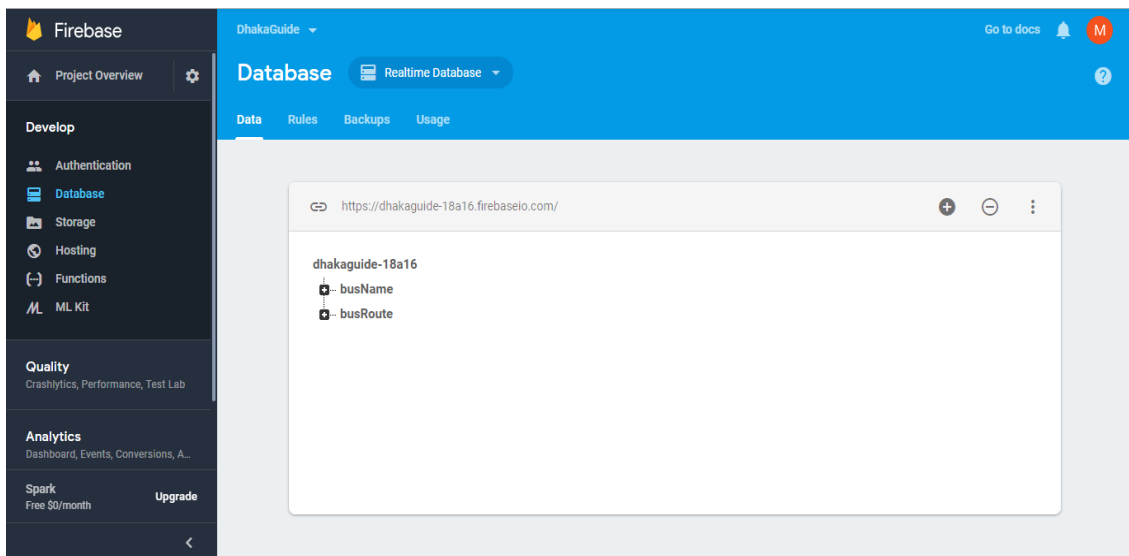 Firebase
Project Overview
Develop
Authentication
Database
Storage
Hosting
Functions
ML Kit
Quality
Crashlytics, Performance, Test Lab
Analytics
Dashboard, Events, Conversions, A...
Spark
Free $0/month
Upgrade
DhakaGuide
Go to docs
M
Database
Realtime Database
Data Rules Backups Usage
https://dhakaguide-18a16.firebaseio.com/
dhakaguide-18a16
busName
busRoute